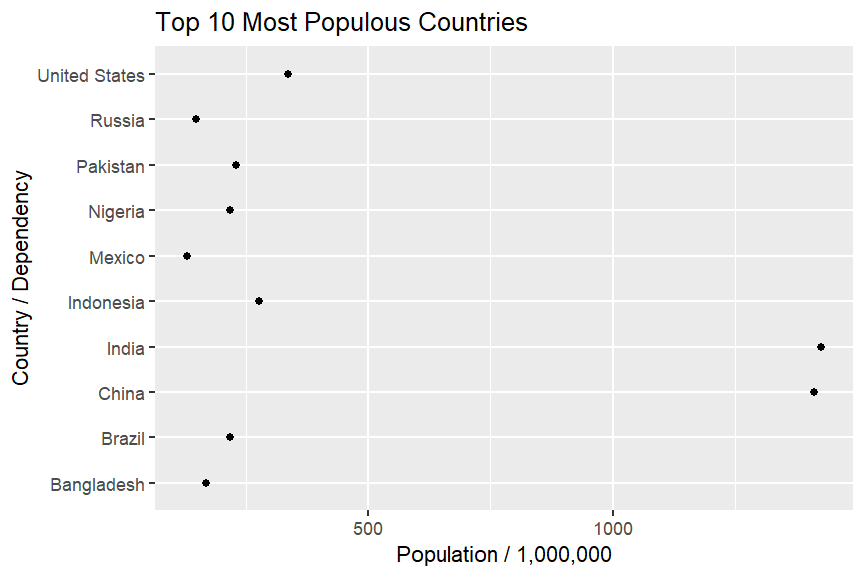 Top 10 Most Populous Countries
United States
Russia
Pakistan
Nigeria
Mexico
Indonesia
India
China
Brazil
Bangladesh
Country / Dependency
500 1000
Population / 1,000,000